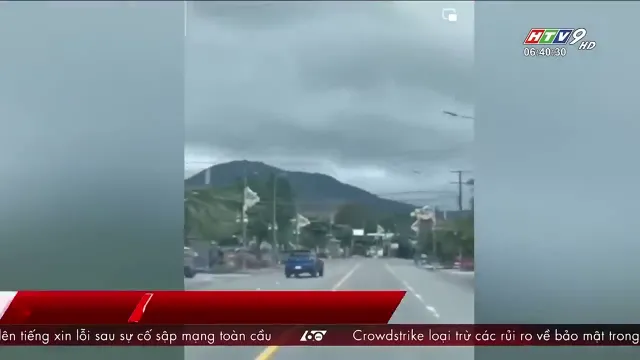 HTV9 HD
06:40:30
lên tiếng xin lỗi sau sự cố sập mạng toàn cầu 60 Crowdstrike loại trừ các rủi ro về bảo mật trong